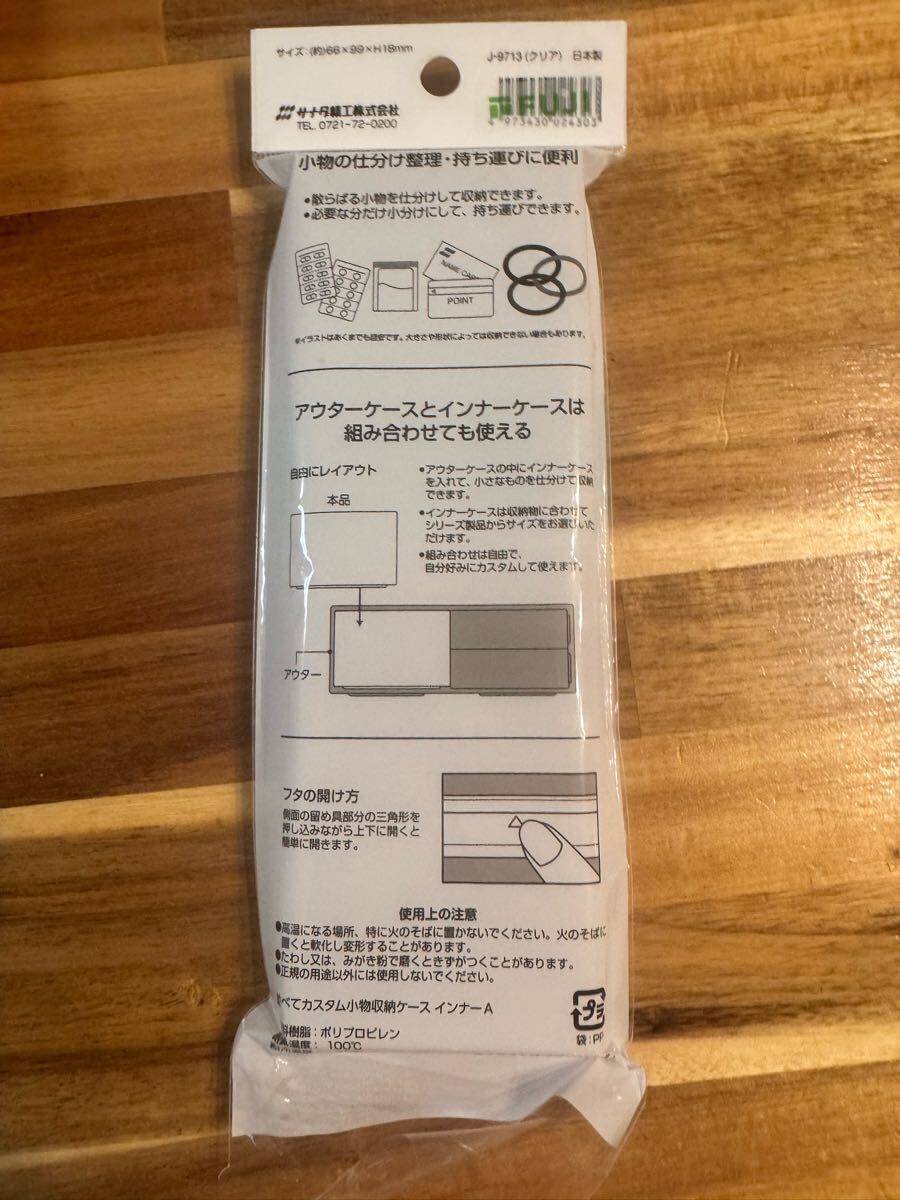 サイズ:(約)66×99×H18mm
J-9713(クリア) 日本製
サナダ精工株式会社
TEL. 0721-72-0200
FUJI
4 973430 024303
小物の仕分け整理・持ち運びに便利
●散らばる小物を仕分けして収納できます。
●必要な分だけ小分けにして、持ち運びできます。
NAME CAR
POINT
※イラストはあくまでも目安です。大きさや形状によっては収納できない場合もあります。
アウターケースとインナーケースは
組み合わせても使える
自由にレイアウト
本品
アウター
●アウターケースの中にインナーケース
を入れて、小さなものを仕分けて収納
できます。
●インナーケースは収納物に合わせて
シリーズ製品からサイズをお選びいた
だけます。
●組み合わせは自由で、
自分好みにカスタムして使えます。
フタの開け方
側面の留め具部分の三角形を
押し込みながら上下に開くと
簡単に開きます。
使用上の注意
●高温になる場所、特に火のそばに置かないでください。火のそばに
置くと軟化し変形することがあります。
●たわし又は、みがき粉で磨くときずがつくことがあります。
●正規の用途以外には使用しないでください。
べてカスタム小物収納ケース インナーA
料樹脂:ポリプロピレン
温度: 100℃
プラ
袋:PP